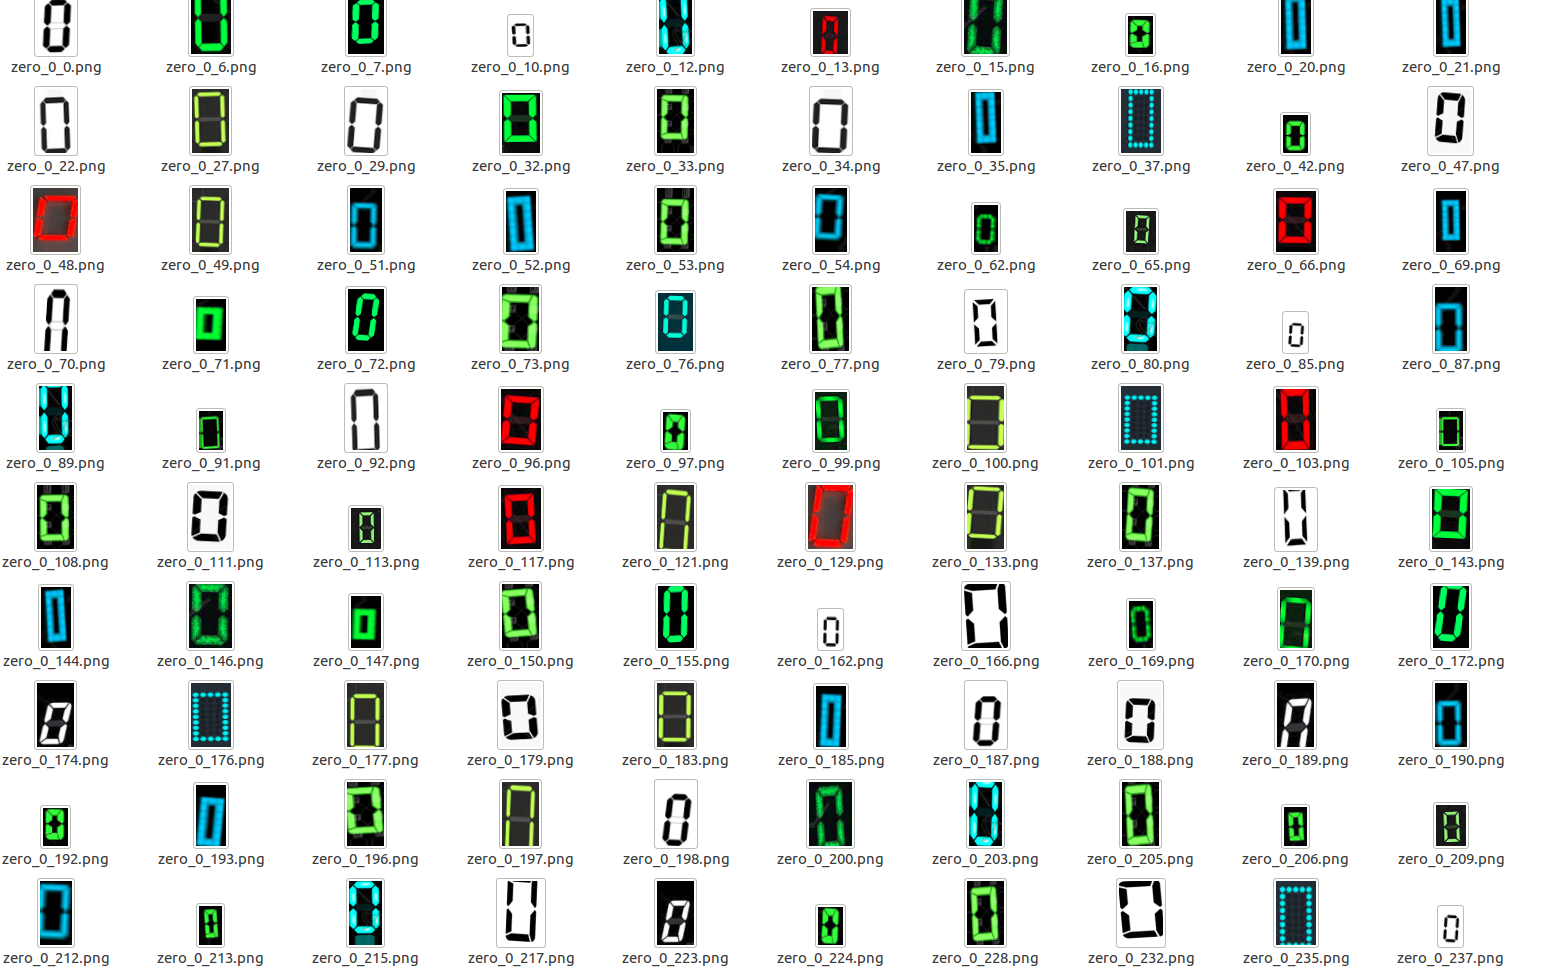 zero_0_0.png zero_0_6.png zero_0_7.png zero_0_10.png zero_0_12.png zero_0_13.png zero_0_15.png zero_0_16.png zero_0_20.png zero_0_21.png
zero_0_22.png zero_0_27.png zero_0_29.png zero_0_32.png zero_0_33.png zero_0_34.png zero_0_35.png zero_0_37.png zero_0_42.png zero_0_47.png
zero_0_48.png zero_0_49.png zero_0_51.png zero_0_52.png zero_0_53.png zero_0_54.png zero_0_62.png zero_0_65.png zero_0_66.png zero_0_69.png
zero_0_70.png zero_0_71.png zero_0_72.png zero_0_73.png zero_0_76.png zero_0_77.png zero_0_79.png zero_0_80.png zero_0_85.png zero_0_87.png
zero_0_89.png zero_0_91.png zero_0_92.png zero_0_96.png zero_0_97.png zero_0_99.png zero_0_100.png zero_0_101.png zero_0_103.png zero_0_105.png
zero_0_108.png zero_0_111.png zero_0_113.png zero_0_117.png zero_0_121.png zero_0_129.png zero_0_133.png zero_0_137.png zero_0_139.png zero_0_143.png
zero_0_144.png zero_0_146.png zero_0_147.png zero_0_150.png zero_0_155.png zero_0_162.png zero_0_166.png zero_0_169.png zero_0_170.png zero_0_172.png
zero_0_174.png zero_0_176.png zero_0_177.png zero_0_179.png zero_0_183.png zero_0_185.png zero_0_187.png zero_0_188.png zero_0_189.png zero_0_190.png
zero_0_192.png zero_0_193.png zero_0_196.png zero_0_197.png zero_0_198.png zero_0_200.png zero_0_203.png zero_0_205.png zero_0_206.png zero_0_209.png
zero_0_212.png zero_0_213.png zero_0_215.png zero_0_217.png zero_0_223.png zero_0_224.png zero_0_228.png zero_0_232.png zero_0_235.png zero_0_237.png